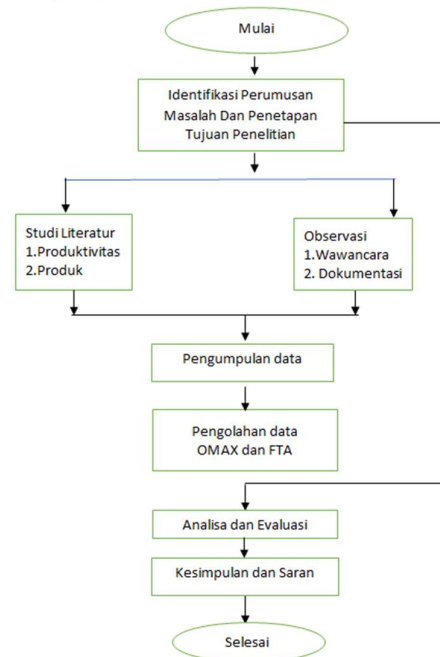 Mulai
Identifikasi Perumusan
Masalah Dan Penetapan
Tujuan Penelitian
Studi Literatur
1.Produktivitas
2.Produk
Observasi
1.Wawancara
2. Dokumentasi
Pengumpulan data
Pengolahan data
OMAX dan FTA
Analisa dan Evaluasi
Kesimpulan dan Saran
Selesai